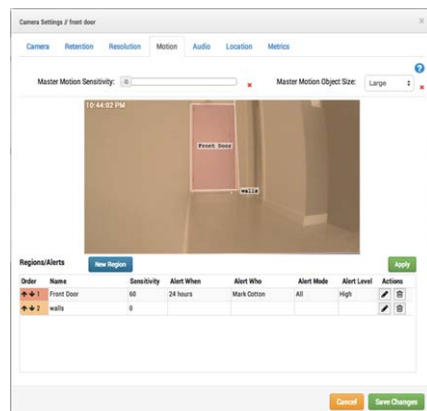 Camera Settings // front door ×
Camera Retention Resolution Motion Audio Location Metrics
?
Master Motion Sensitivity: × Master Motion Object Size: Large ×
10:44:02 PM
Front Door
walls
Regions/Alerts New Region Apply
Order Name Sensitivity Alert When Alert Who Alert Mode Alert Level Actions
1 Front Door 60 24 hours Mark Cotton All High
2 walls 0
Cancel Save Changes